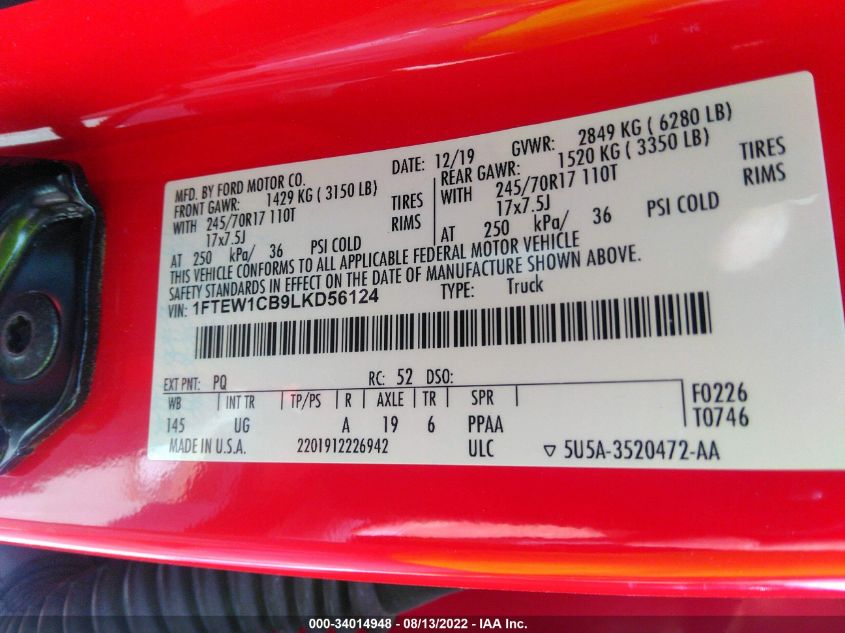 MFD. BY FORD MOTOR CO. DATE: 12/19 GVWR: 2849 KG ( 6280 LB)
FRONT GAWR: 1429 KG ( 3150 LB) REAR GAWR: 1520 KG ( 3350 LB)
WITH 245/70R17 110T TIRES WITH 245/70R17 110T TIRES
17x7.5J RIMS 17x7.5J RIMS
AT 250 kPa/ 36 PSI COLD AT 250 kPa/ 36 PSI COLD
THIS VEHICLE CONFORMS TO ALL APPLICABLE FEDERAL MOTOR VEHICLE
SAFETY STANDARDS IN EFFECT ON THE DATE OF MANUFACTURE SHOWN ABOVE.
VIN: 1FTEW1CB9LKD56124 TYPE: Truck
EXT PNT: PQ RC: 52 DSO:
WB INT TR TP/PS R AXLE TR SPR F0226
145 UG A 19 6 PPAA T0746
MADE IN U.S.A. 2201912226942 ULC ▽ 5U5A-3520472-AA
000-34014948 - 08/13/2022 - IAA Inc.